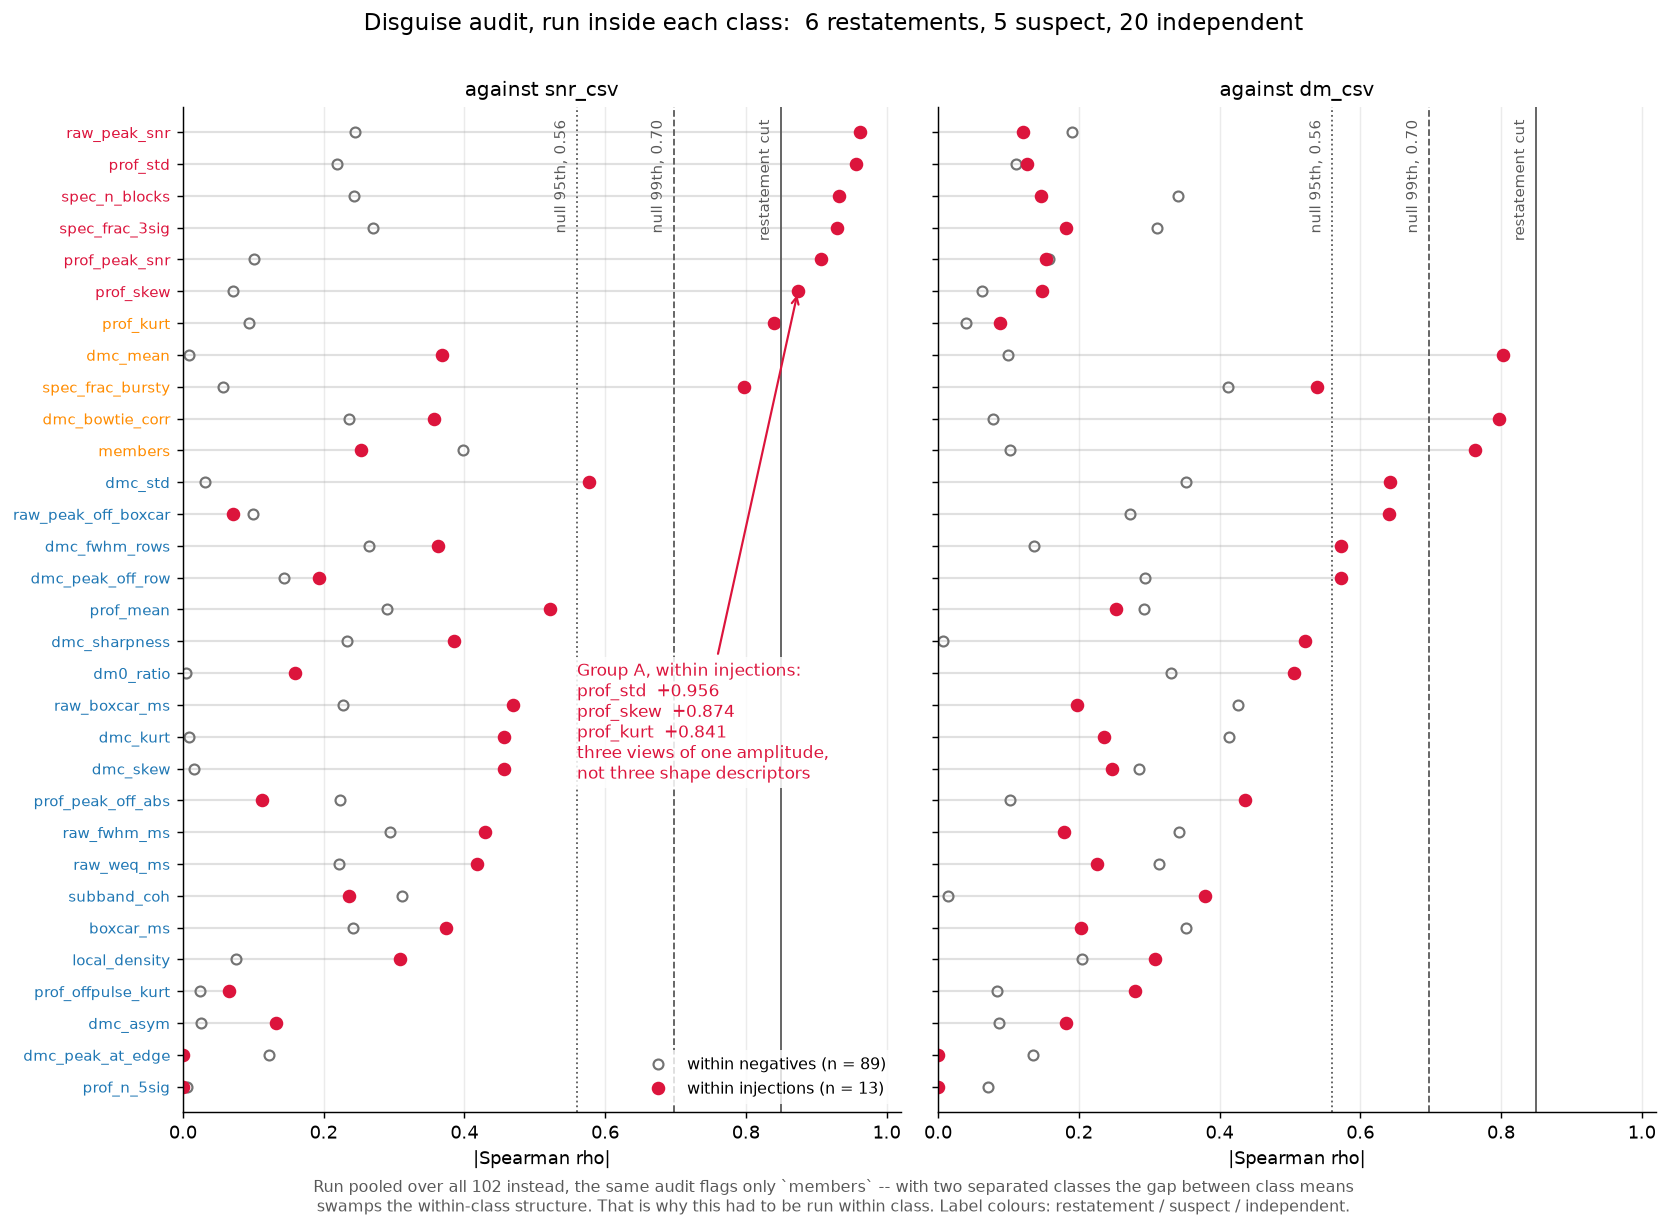 Disguise audit, run inside each class:  6 restatements, 5 suspect, 20 independent
against snr_csv
against dm_csv
raw_peak_snr
prof_std
spec_n_blocks
spec_frac_3sig
prof_peak_snr
prof_skew
prof_kurt
dmc_mean
spec_frac_bursty
dmc_bowtie_corr
members
dmc_std
raw_peak_off_boxcar
dmc_fwhm_rows
dmc_peak_off_row
prof_mean
dmc_sharpness
dm0_ratio
raw_boxcar_ms
dmc_kurt
dmc_skew
prof_peak_off_abs
raw_fwhm_ms
raw_weq_ms
subband_coh
boxcar_ms
local_density
prof_offpulse_kurt
dmc_asym
dmc_peak_at_edge
prof_n_5sig
null 95th, 0.56
null 99th, 0.70
restatement cut
null 95th, 0.56
null 99th, 0.70
restatement cut
Group A, within injections:
prof_std  +0.956
prof_skew  +0.874
prof_kurt  +0.841
three views of one amplitude,
not three shape descriptors
within negatives (n = 89)
within injections (n = 13)
0.0 0.2 0.4 0.6 0.8 1.0
0.0 0.2 0.4 0.6 0.8 1.0
|Spearman rho|
|Spearman rho|
Run pooled over all 102 instead, the same audit flags only `members` -- with two separated classes the gap between class means
swamps the within-class structure. That is why this had to be run within class. Label colours: restatement / suspect / independent.